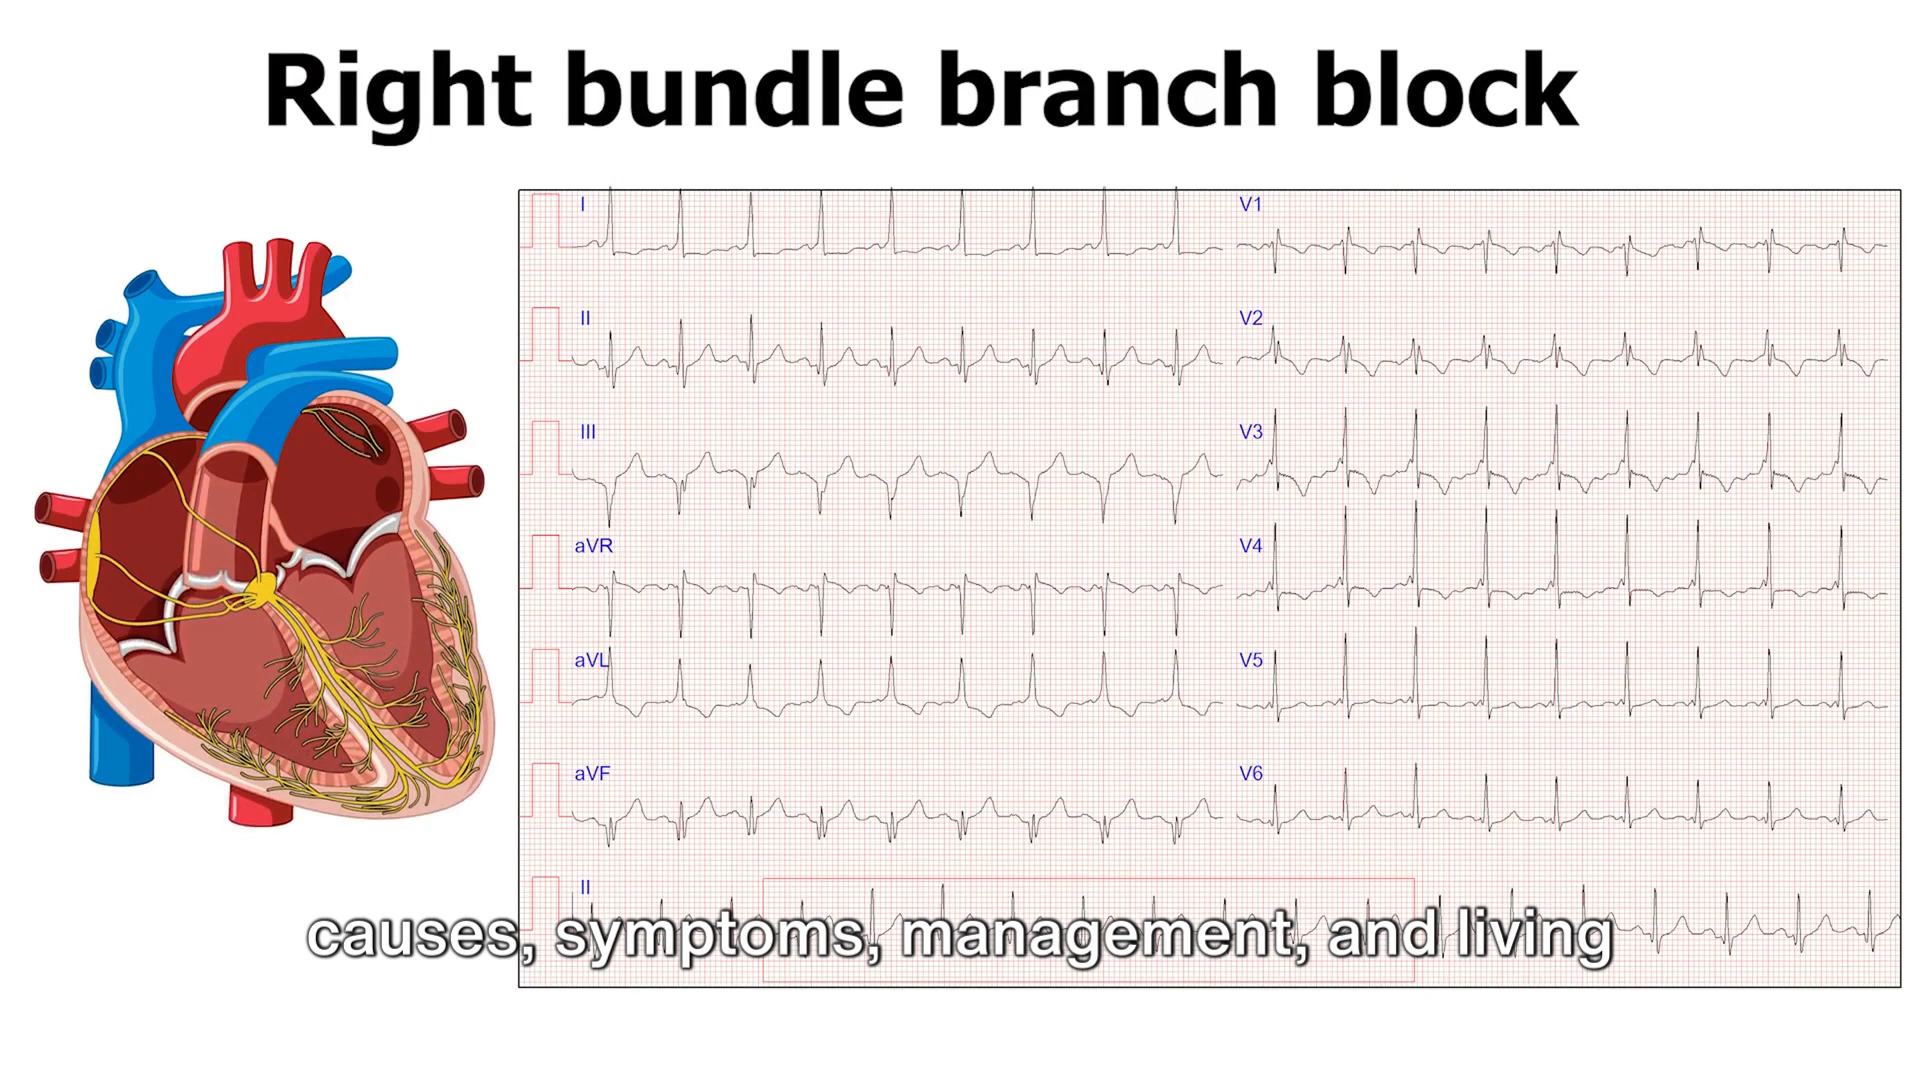 Right bundle branch block
I
V1
II
V2
III
V3
aVR
V4
aVL
V5
aVF
V6
II
causes, symptoms, management, and living